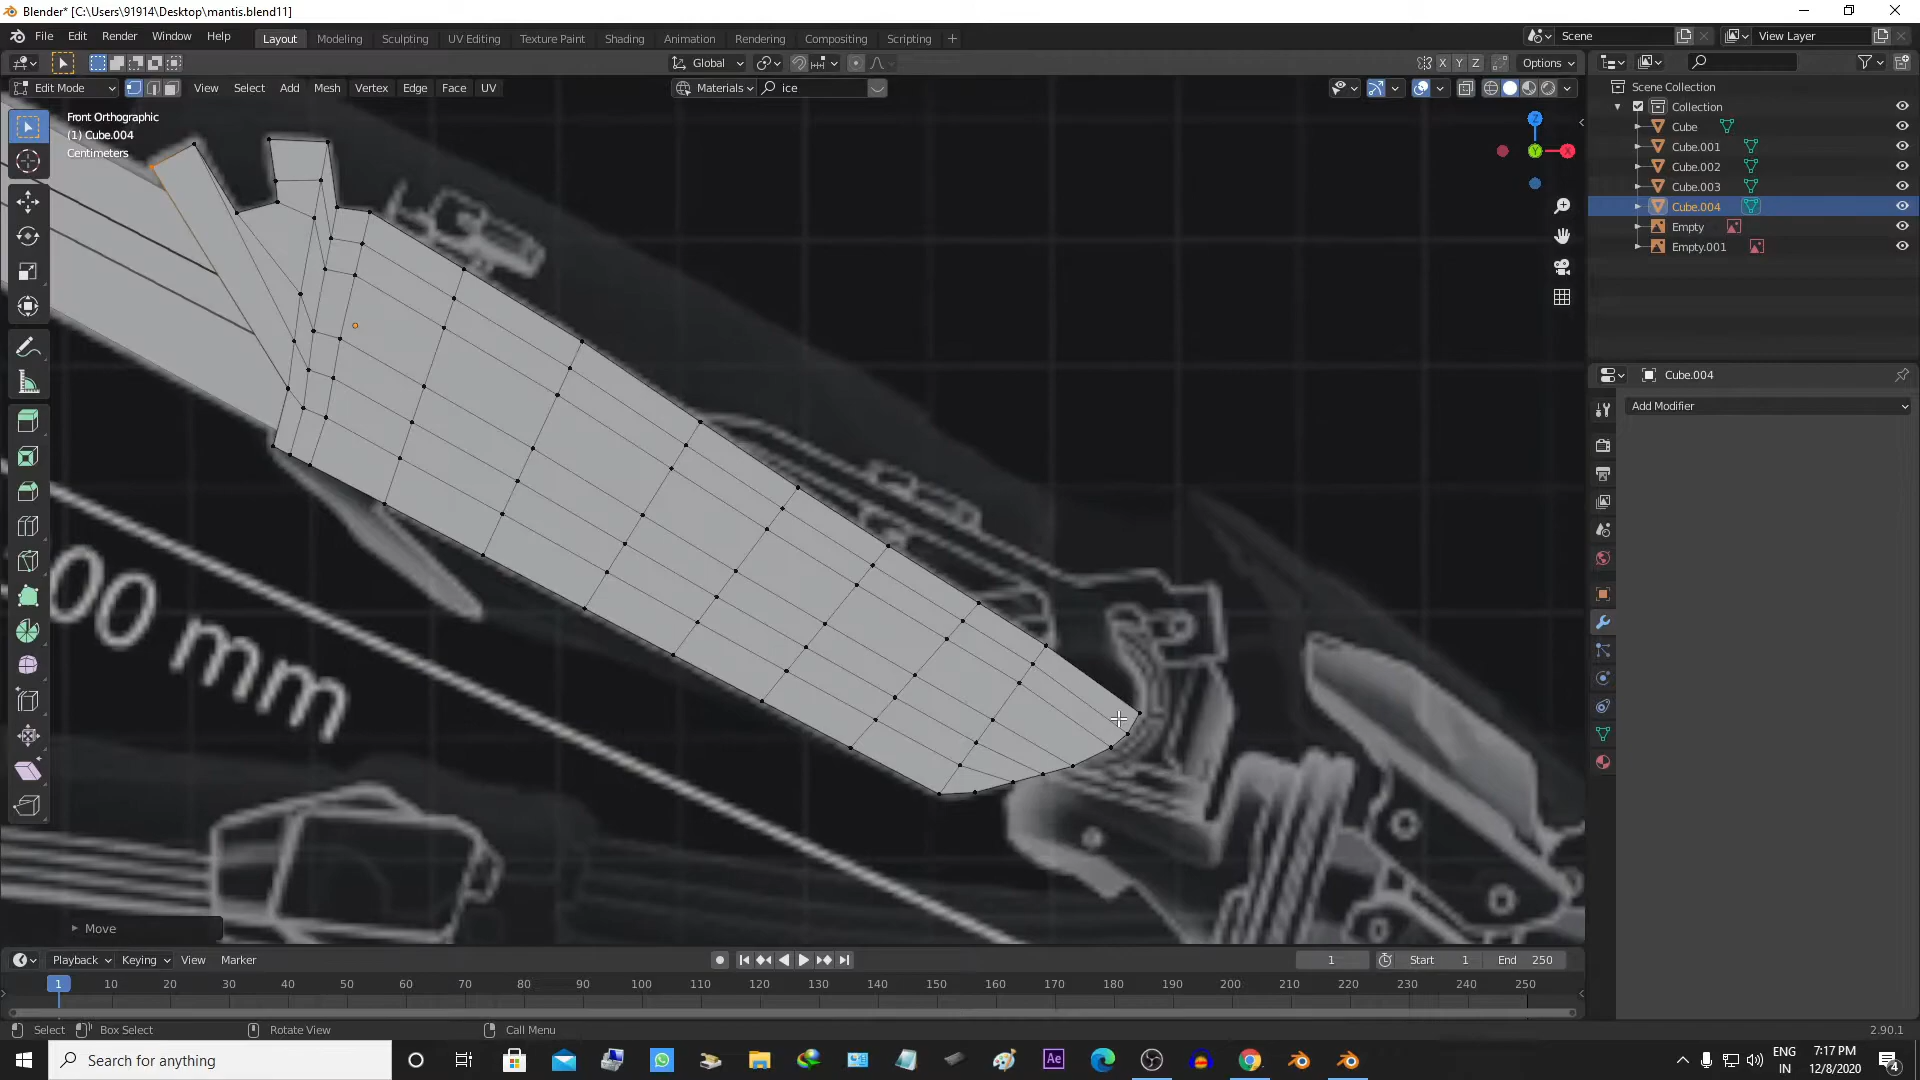 Blender* [C:\Users\91914\Desktop\mantis.blend11]
File Edit Render Window Help
Layout Modeling Sculpting UV Editing Texture Paint Shading Animation Rendering Compositing Scripting +
Scene
View Layer
Global
X Y Z
Options
Edit Mode
View Select Add Mesh Vertex Edge Face UV
Materials
ice
Front Orthographic
(1) Cube.004
Centimeters
Z
Y
X
Scene Collection
Collection
Cube
Cube.001
Cube.002
Cube.003
Cube.004
Empty
Empty.001
Cube.004
Add Modifier
00 mm
Move
Playback Keying View Marker
1
Start 1
End 250
1 10 20 30 40 50 60 70 80 90 100 110 120 130 140 150 160 170 180 190 200 210 220 230 240 250
Select
Box Select
Rotate View
Call Menu
2.90.1
Search for anything
Ae
ENG
IN
7:17 PM
12/8/2020
4